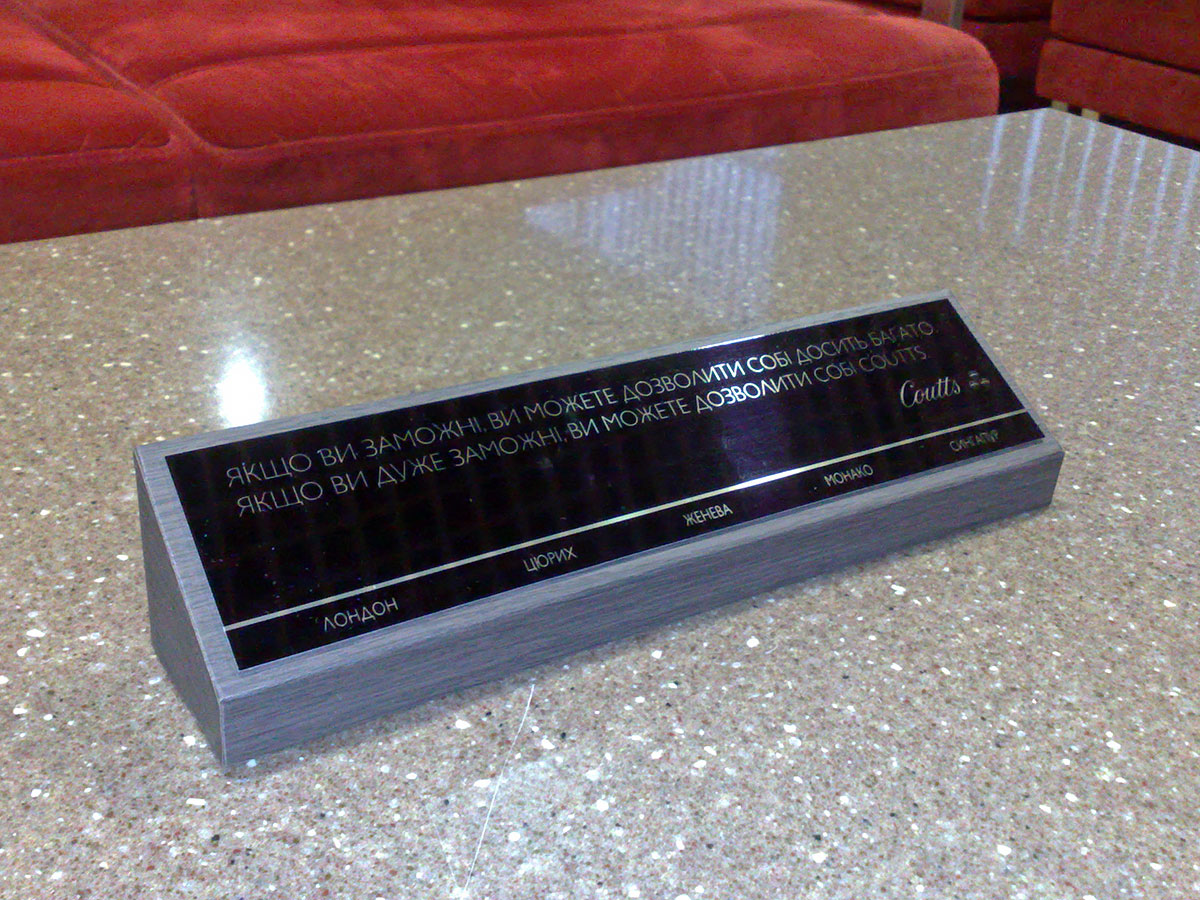 ЯКЩО ВИ ЗАМОЖНІ, ВИ МОЖЕТЕ ДОЗВОЛИТИ СОБІ ДОСИТЬ БАГАТО.
ЯКЩО ВИ ДУЖЕ ЗАМОЖНІ, ВИ МОЖЕТЕ ДОЗВОЛИТИ СОБІ COUTTS.
Coutts
ЛОНДОН ЦЮРИХ ЖЕНЕВА МОНАКО СИНГАПУР